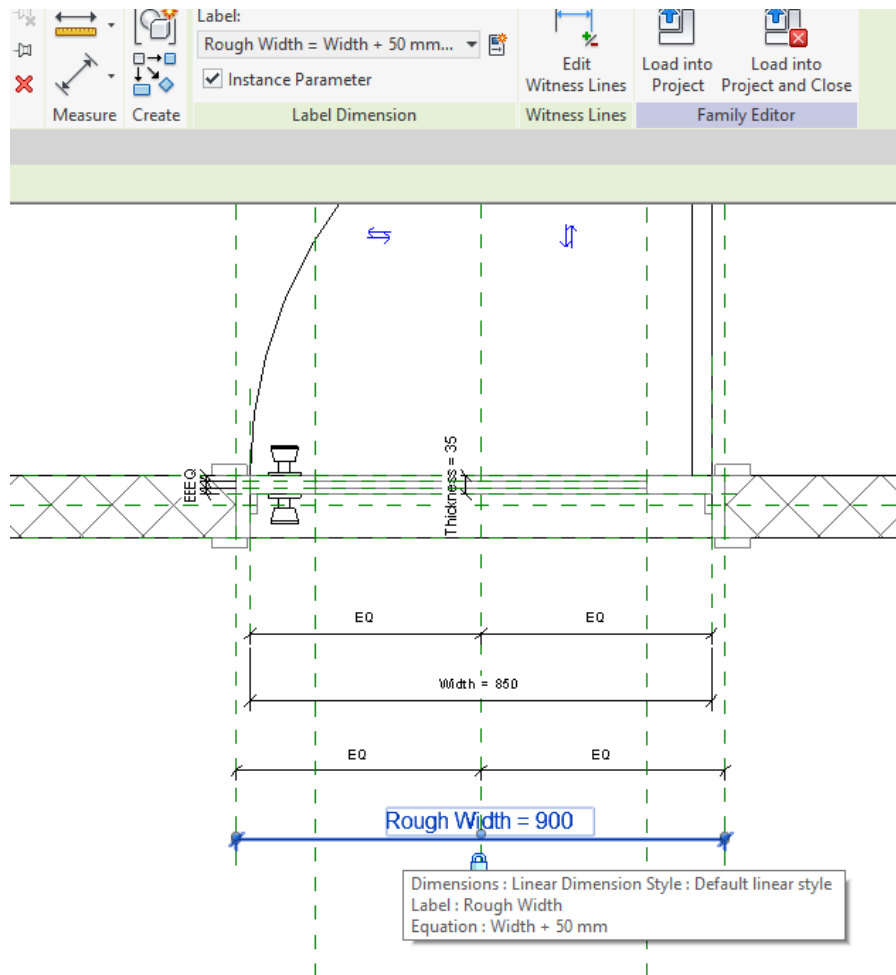 Label:
Rough Width = Width + 50 mm...
Instance Parameter
Edit
Witness Lines
Load into
Project
Load into
Project and Close
Measure
Create
Label Dimension
Witness Lines
Family Editor
EEEQ
Thickness = 35
EQ
EQ
Width = 850
EQ
EQ
Rough Width = 900
Dimensions : Linear Dimension Style : Default linear style
Label : Rough Width
Equation : Width + 50 mm